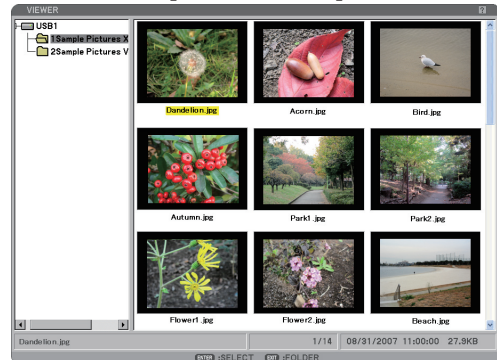 VIEWER
USB1
1Sample Pictures X
2Sample Pictures V
Dandelion.jpg
Acorn.jpg
Bird.jpg
Autumn.jpg
Park1.jpg
Park2.jpg
Flower1.jpg
Flower2.jpg
Beach.jpg
Dandelion.jpg
1/14
08/31/2007 11:00:00 27.9KB
ENTER :SELECT EXIT :FOLDER